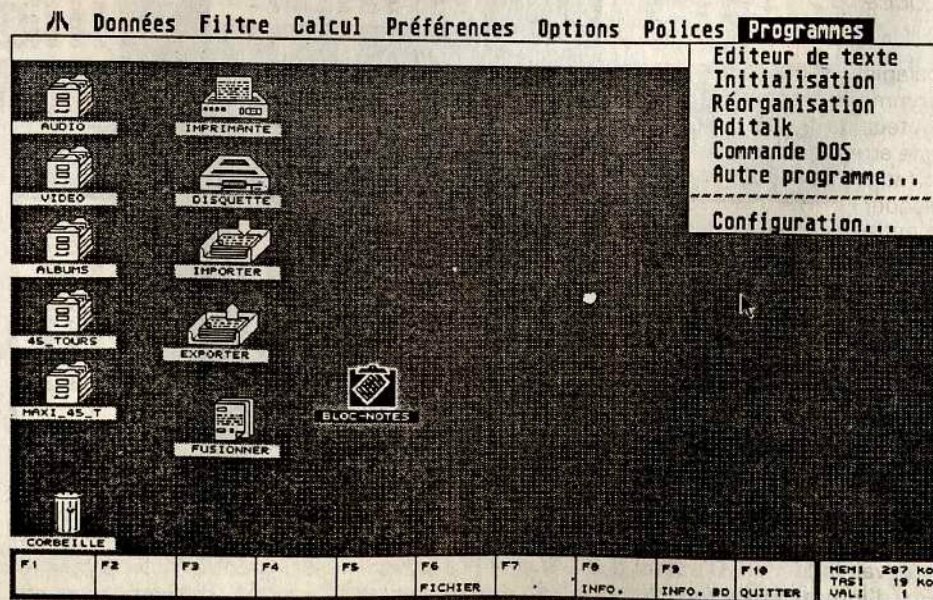 Données Filtre Calcul Préférences Options Polices Programmes
Editeur de texte
Initialisation
Réorganisation
Aditalk
Commande DOS
Autre programme...
Configuration...
AUDIO
IMPRIMANTE
VIDEO
DISQUETTE
ALBUMS
IMPORTER
45_TOURS
EXPORTER
MAXI_45_T
BLOC-NOTES
FUSIONNER
CORBEILLE
F1 F2 F3 F4 F5 F6 F7 F8 F9 F10
FICHIER INFO. INFO. BD QUITTER
MEM: 287 Ko
TAS: 19 Ko
VAL: 1